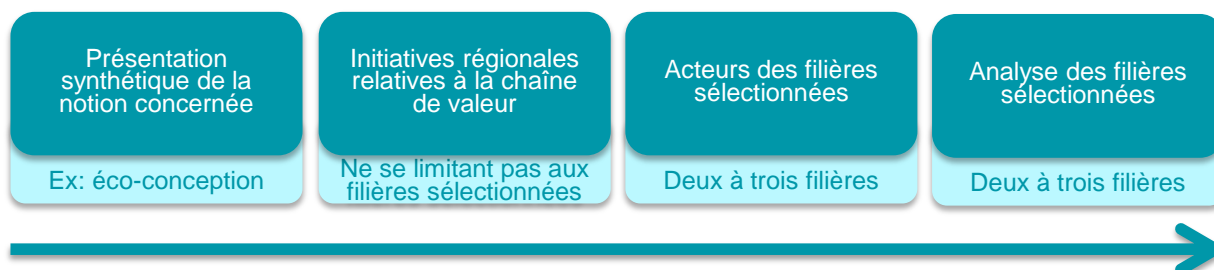 Présentation
synthétique de la
notion concernée
Ex: éco-conception
Initiatives régionales
relatives à la chaîne
de valeur
Ne se limitant pas aux
filières sélectionnées
Acteurs des filières
sélectionnées
Deux à trois filières
Analyse des filières
sélectionnées
Deux à trois filières